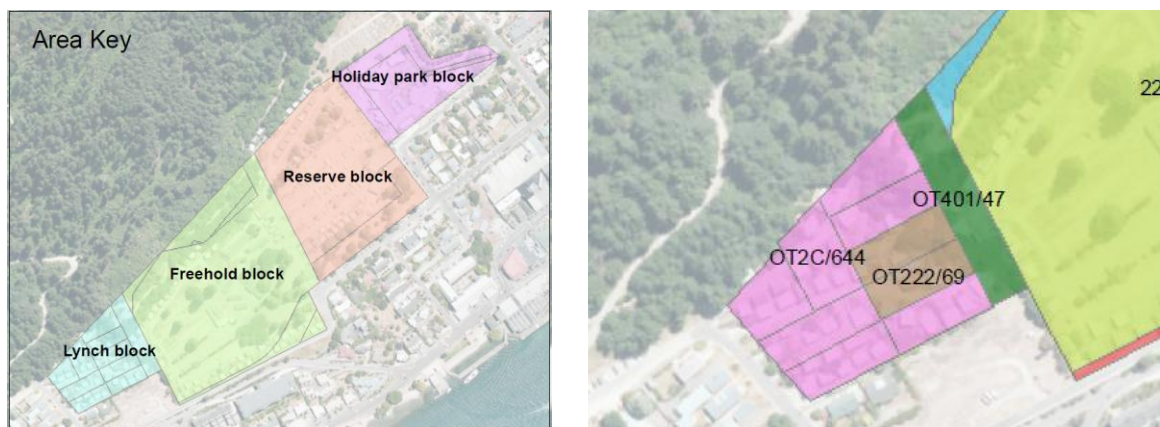 Area Key
Holiday park block
Reserve block
Freehold block
Lynch block
22
OT401/47
OT2C/644
OT222/69